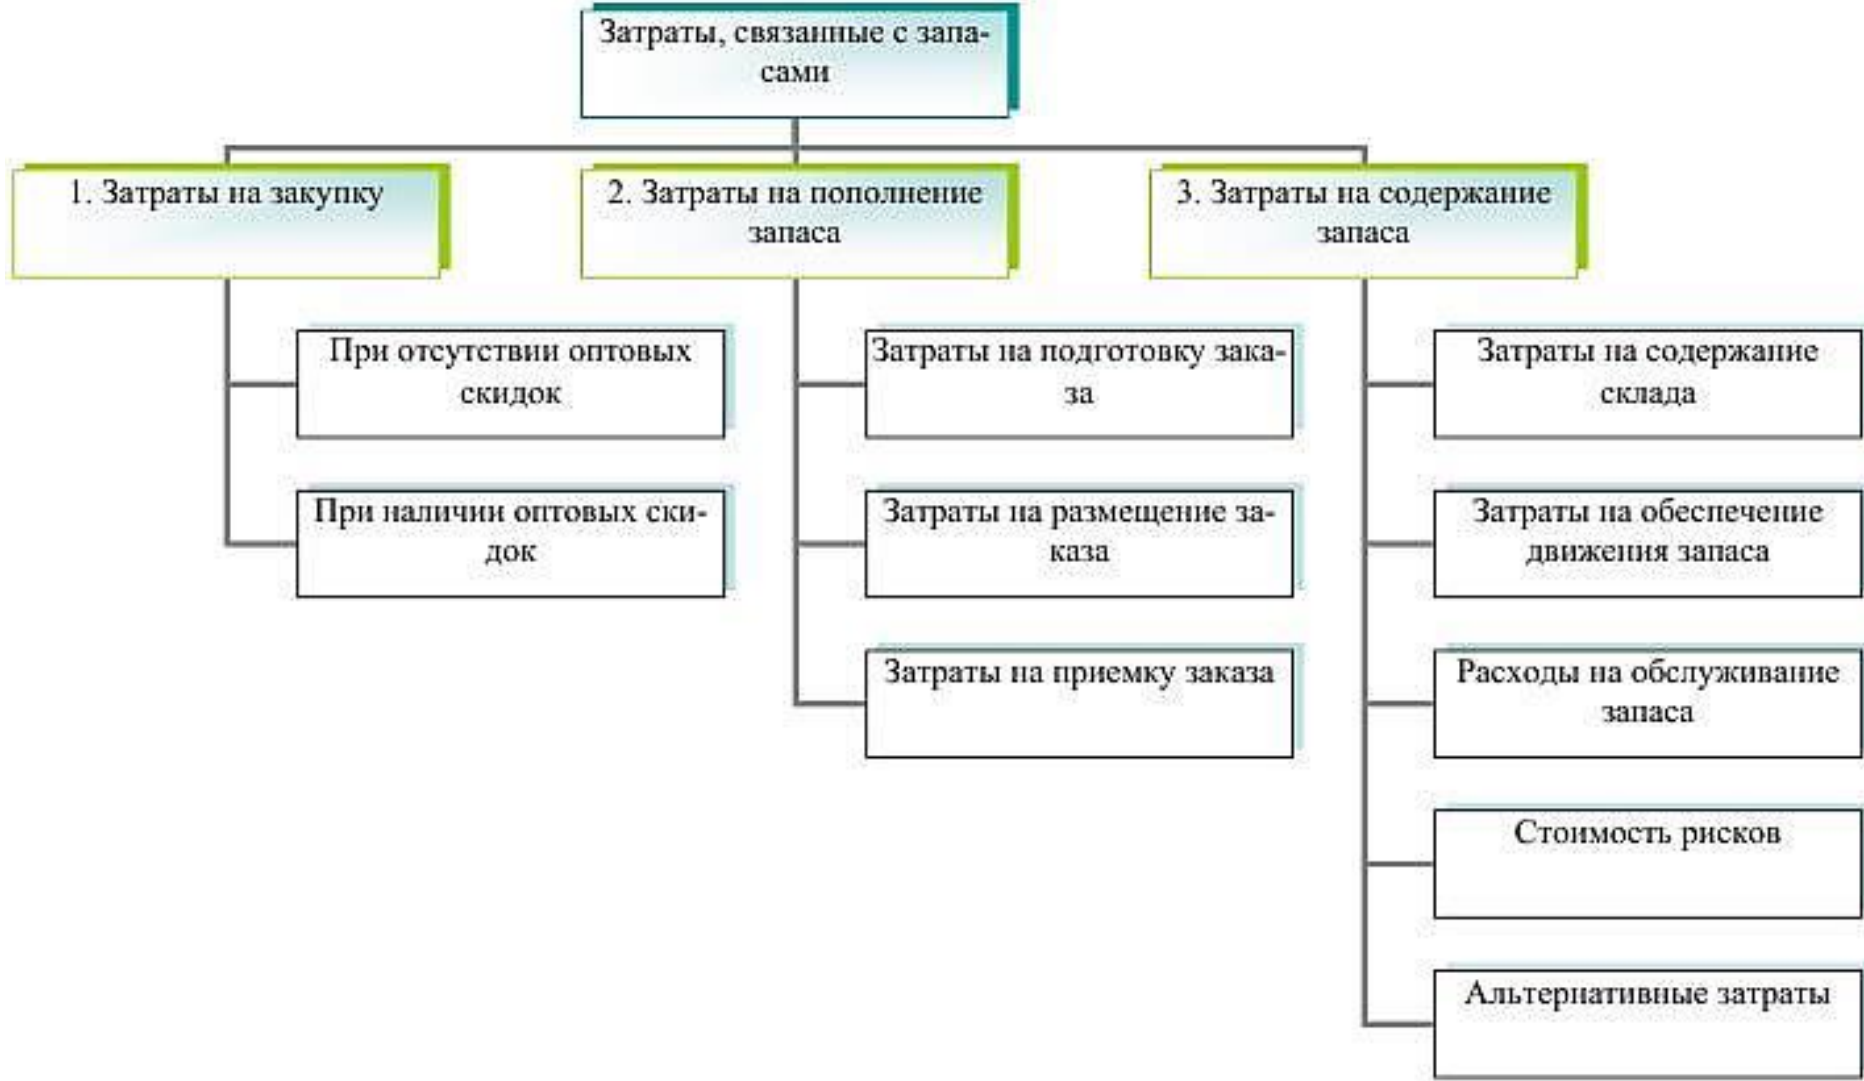 Затраты, связанные с запа-
сами
1. Затраты на закупку
При отсутствии оптовых
скидок
При наличии оптовых ски-
док
2. Затраты на пополнение
запаса
Затраты на подготовку зака-
за
Затраты на размещение за-
каза
Затраты на приемку заказа
3. Затраты на содержание
запаса
Затраты на содержание
склада
Затраты на обеспечение
движения запаса
Расходы на обслуживание
запаса
Стоимость рисков
Альтернативные затраты